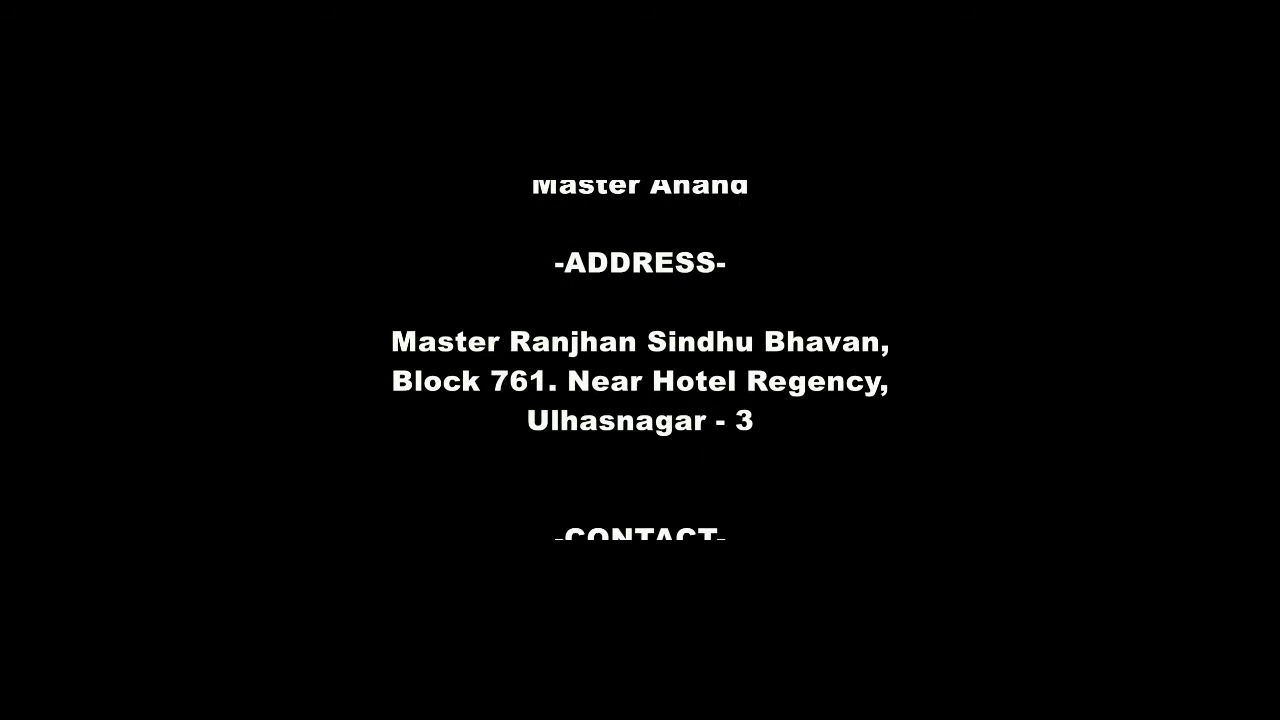 Master Anand
-ADDRESS-
Master Ranjhan Sindhu Bhavan,
Block 761. Near Hotel Regency,
Ulhasnagar - 3
-CONTACT-